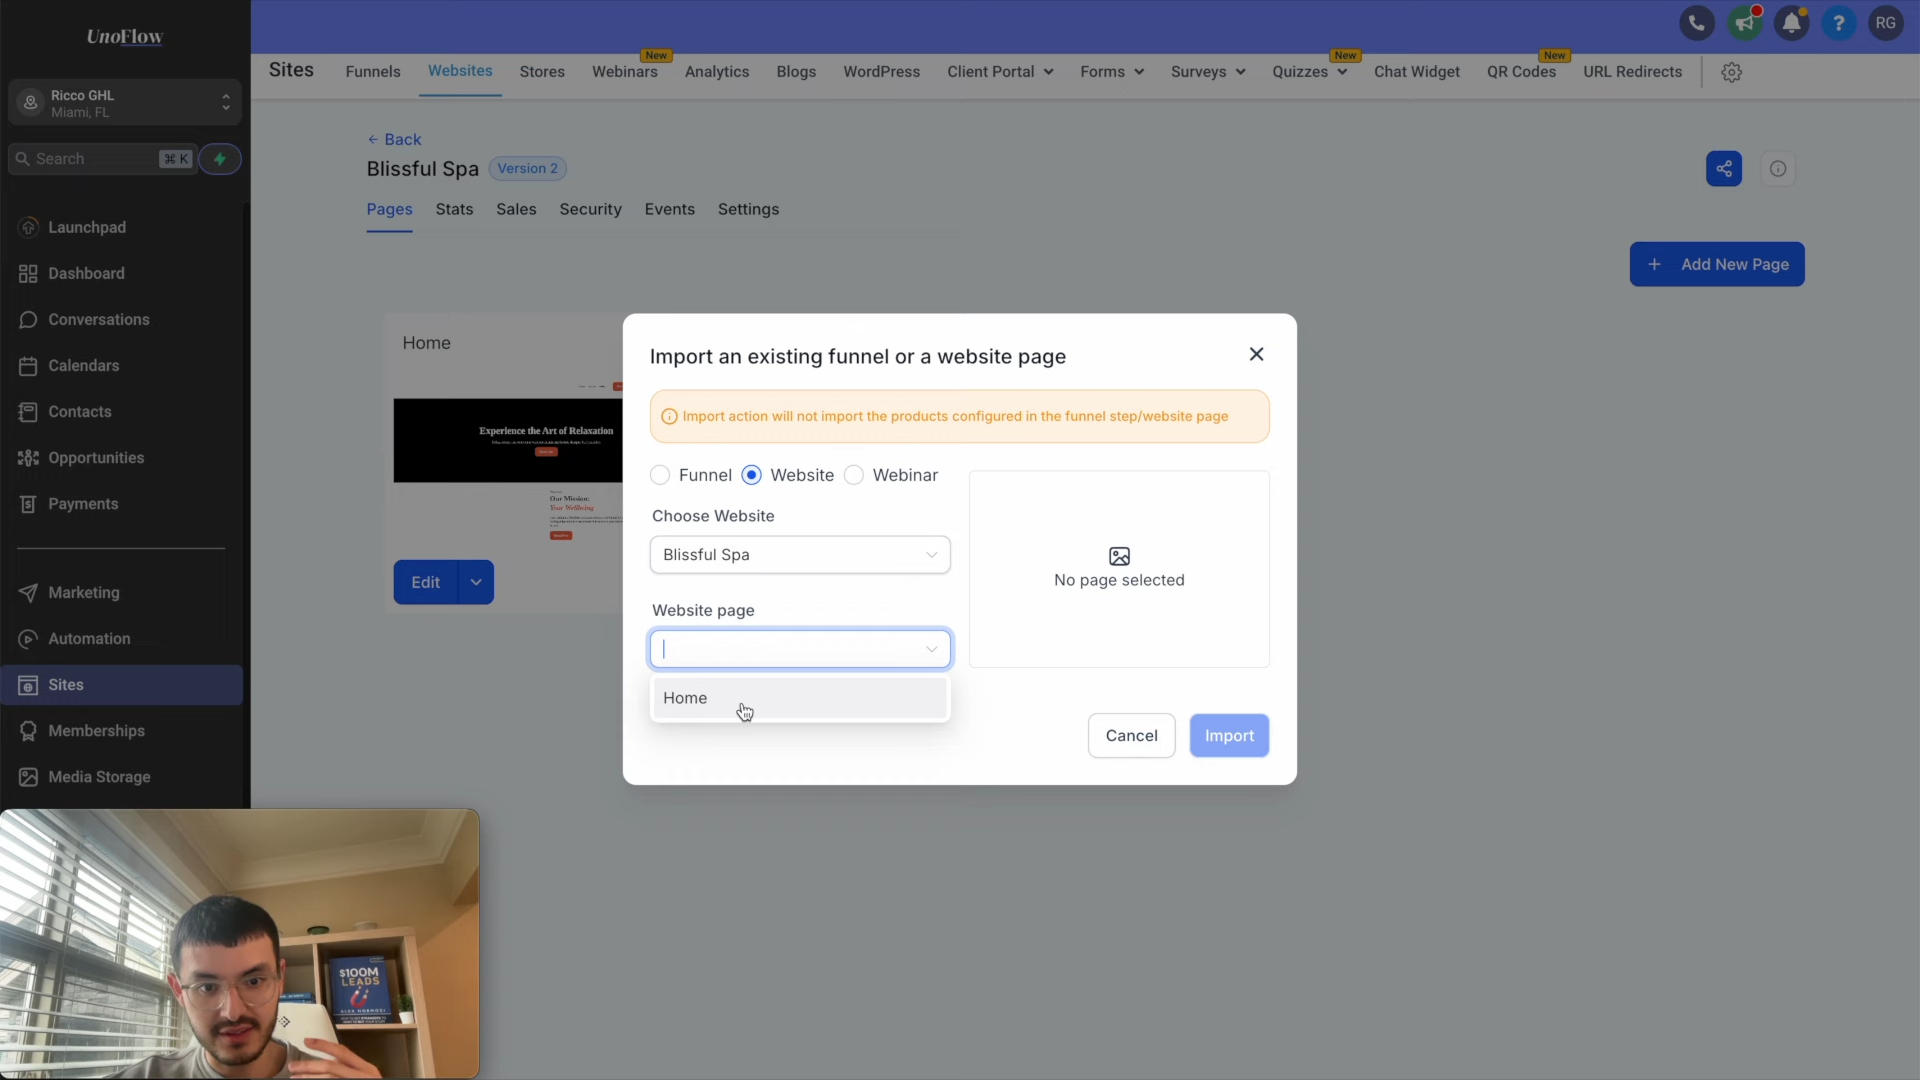 UnoFlow
Ricco GHL
Miami, FL
Search
⌘ K
Launchpad
Dashboard
Conversations
Calendars
Contacts
Opportunities
Payments
Marketing
Automation
Sites
Memberships
Media Storage
RG
Sites
Funnels
Websites
Stores
Webinars
New
Analytics
Blogs
WordPress
Client Portal
Forms
Surveys
Quizzes
New
Chat Widget
QR Codes
New
URL Redirects
← Back
Blissful Spa
Version 2
Pages
Stats
Sales
Security
Events
Settings
+ Add New Page
Home
Experience the Art of Relaxation
Our Mission:
Your Wellbeing
Edit
Import an existing funnel or a website page
Import action will not import the products configured in the funnel step/website page
Funnel
Website
Webinar
Choose Website
Blissful Spa
Website page
Home
No page selected
Cancel
Import
$100M
LEADS
ALEX HORMOZI